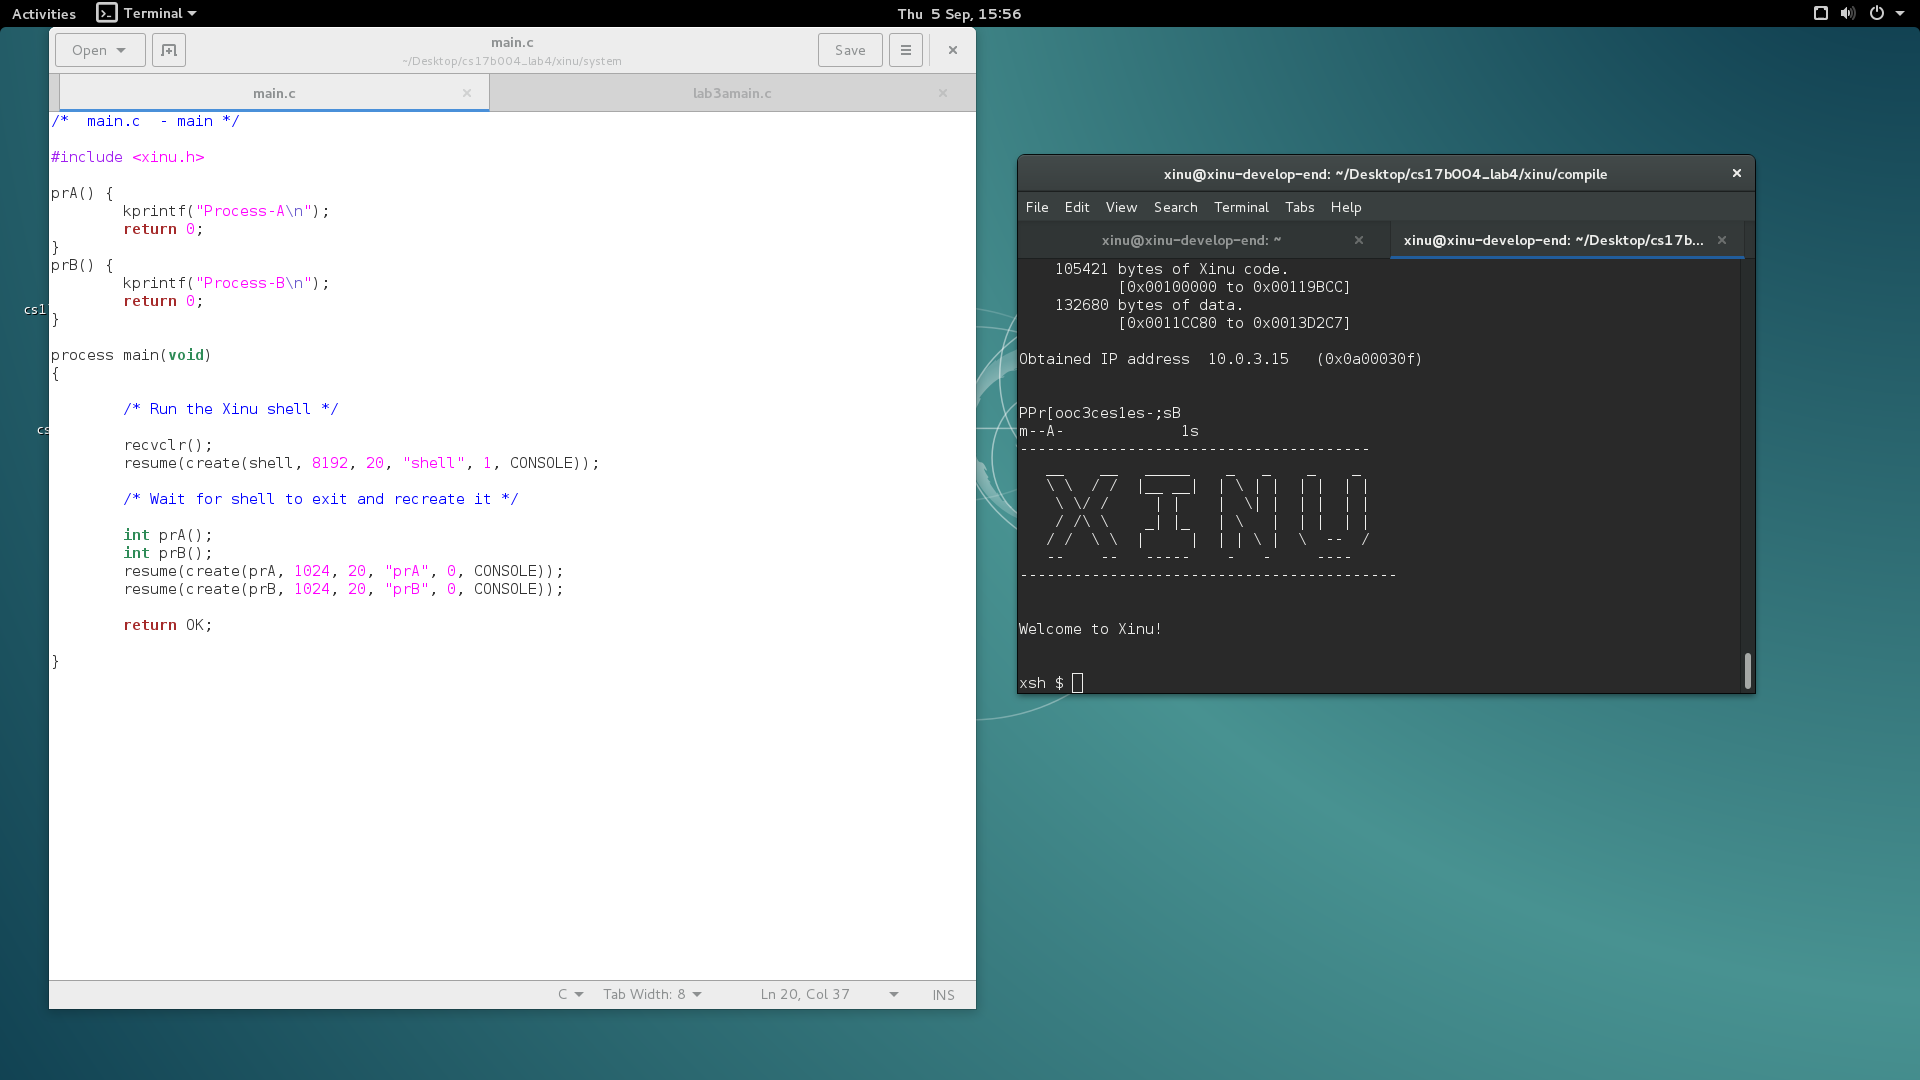 Activities
Terminal
Thu 5 Sep, 15:56
Open
main.c
~/Desktop/cs17b004_lab4/xinu/system
Save
main.c
lab3amain.c
/*  main.c  - main */
#include <xinu.h>
prA() {
        kprintf("Process-A\n");
        return 0;
}
prB() {
        kprintf("Process-B\n");
        return 0;
}
process main(void)
{
        /* Run the Xinu shell */
        recvclr();
        resume(create(shell, 8192, 20, "shell", 1, CONSOLE));
        /* Wait for shell to exit and recreate it */
        int prA();
        int prB();
        resume(create(prA, 1024, 20, "prA", 0, CONSOLE));
        resume(create(prB, 1024, 20, "prB", 0, CONSOLE));
        return OK;
}
C
Tab Width: 8
Ln 20, Col 37
INS
cs1
cs
xinu@xinu-develop-end: ~/Desktop/cs17b004_lab4/xinu/compile
File Edit View Search Terminal Tabs Help
xinu@xinu-develop-end: ~
xinu@xinu-develop-end: ~/Desktop/cs17b...
    105421 bytes of Xinu code.
           [0x00100000 to 0x00119BCC]
    132680 bytes of data.
           [0x0011CC80 to 0x0013D2C7]
Obtained IP address  10.0.3.15   (0x0a00030f)
PPr[ooc3ces1es-;sB
m--A-             1s
XINU
Welcome to Xinu!
xsh $